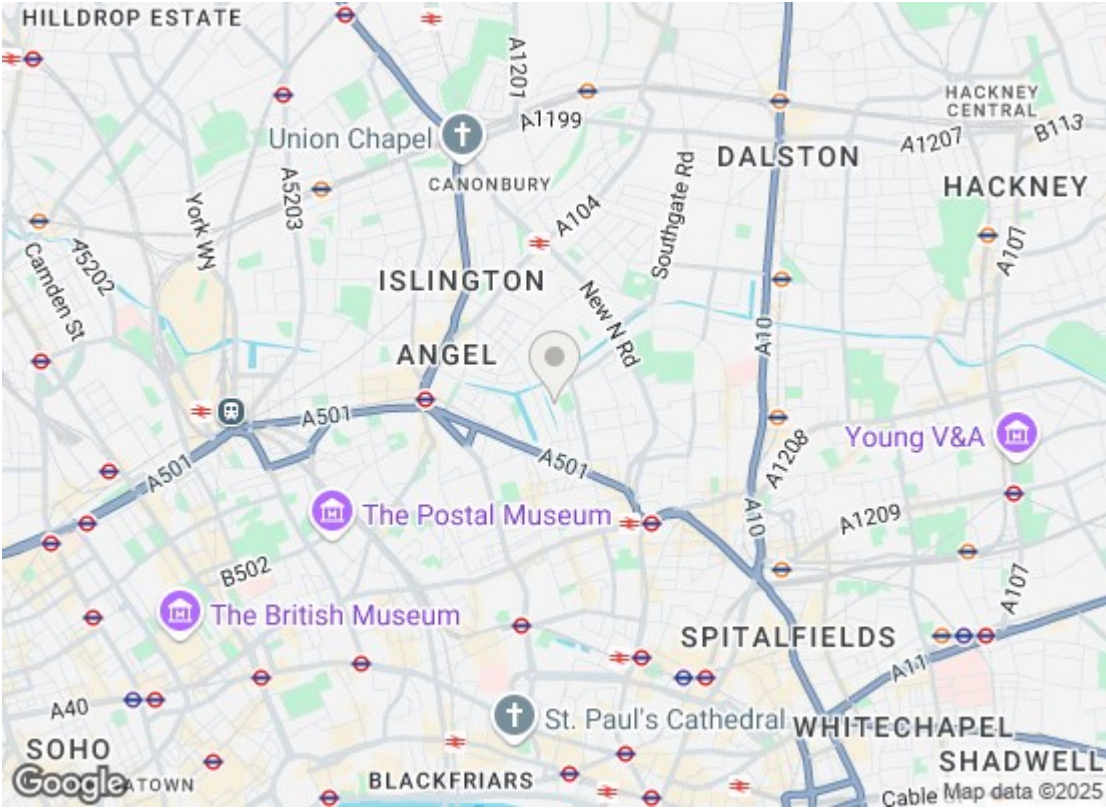 HILLDROP ESTATE
A1201
HACKNEY
CENTRAL
Union Chapel
A1199
A1207
B113
DALSTON
CANONBURY
A5203
York Wy
A104
Southgate Rd
HACKNEY
A5202
Camden St
A107
ISLINGTON
New N Rd
A10
ANGEL
A501
Young V&A
A501
A501
A1208
The Postal Museum
A10
A1209
B502
A107
The British Museum
SPITALFIELDS
A11
A40
St. Paul's Cathedral
WHITECHAPEL
SOHO
SHADWELL
Google
ATOWN
BLACKFRIARS
Cable
Map data ©2025